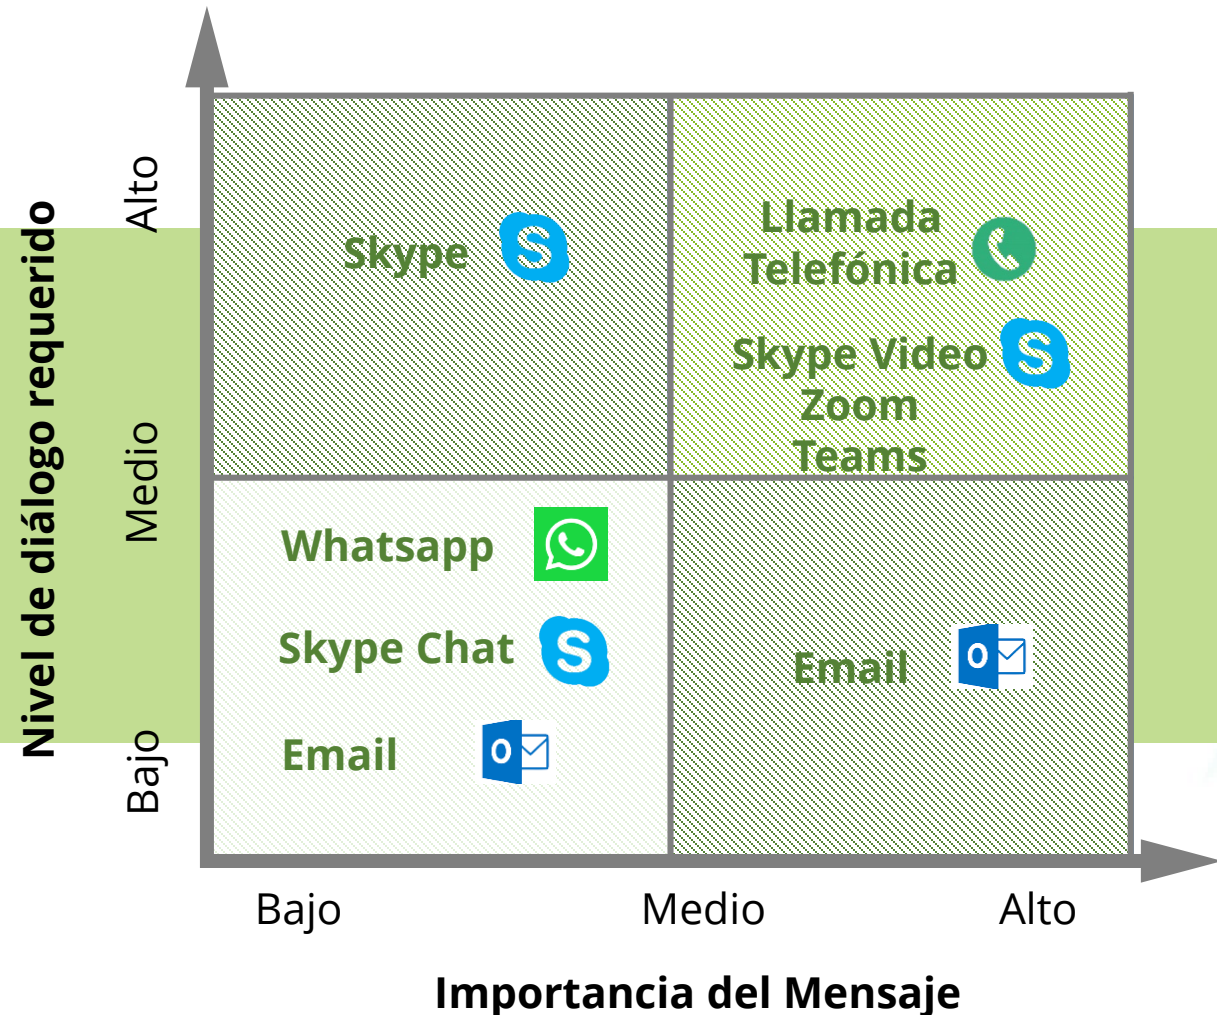 Nivel de diálogo requerido
Alto
Medio
Bajo
Skype
Llamada
Telefónica
Skype Video
Zoom
Teams
Whatsapp
Skype Chat
Email
Email
Bajo
Medio
Alto
Importancia del Mensaje